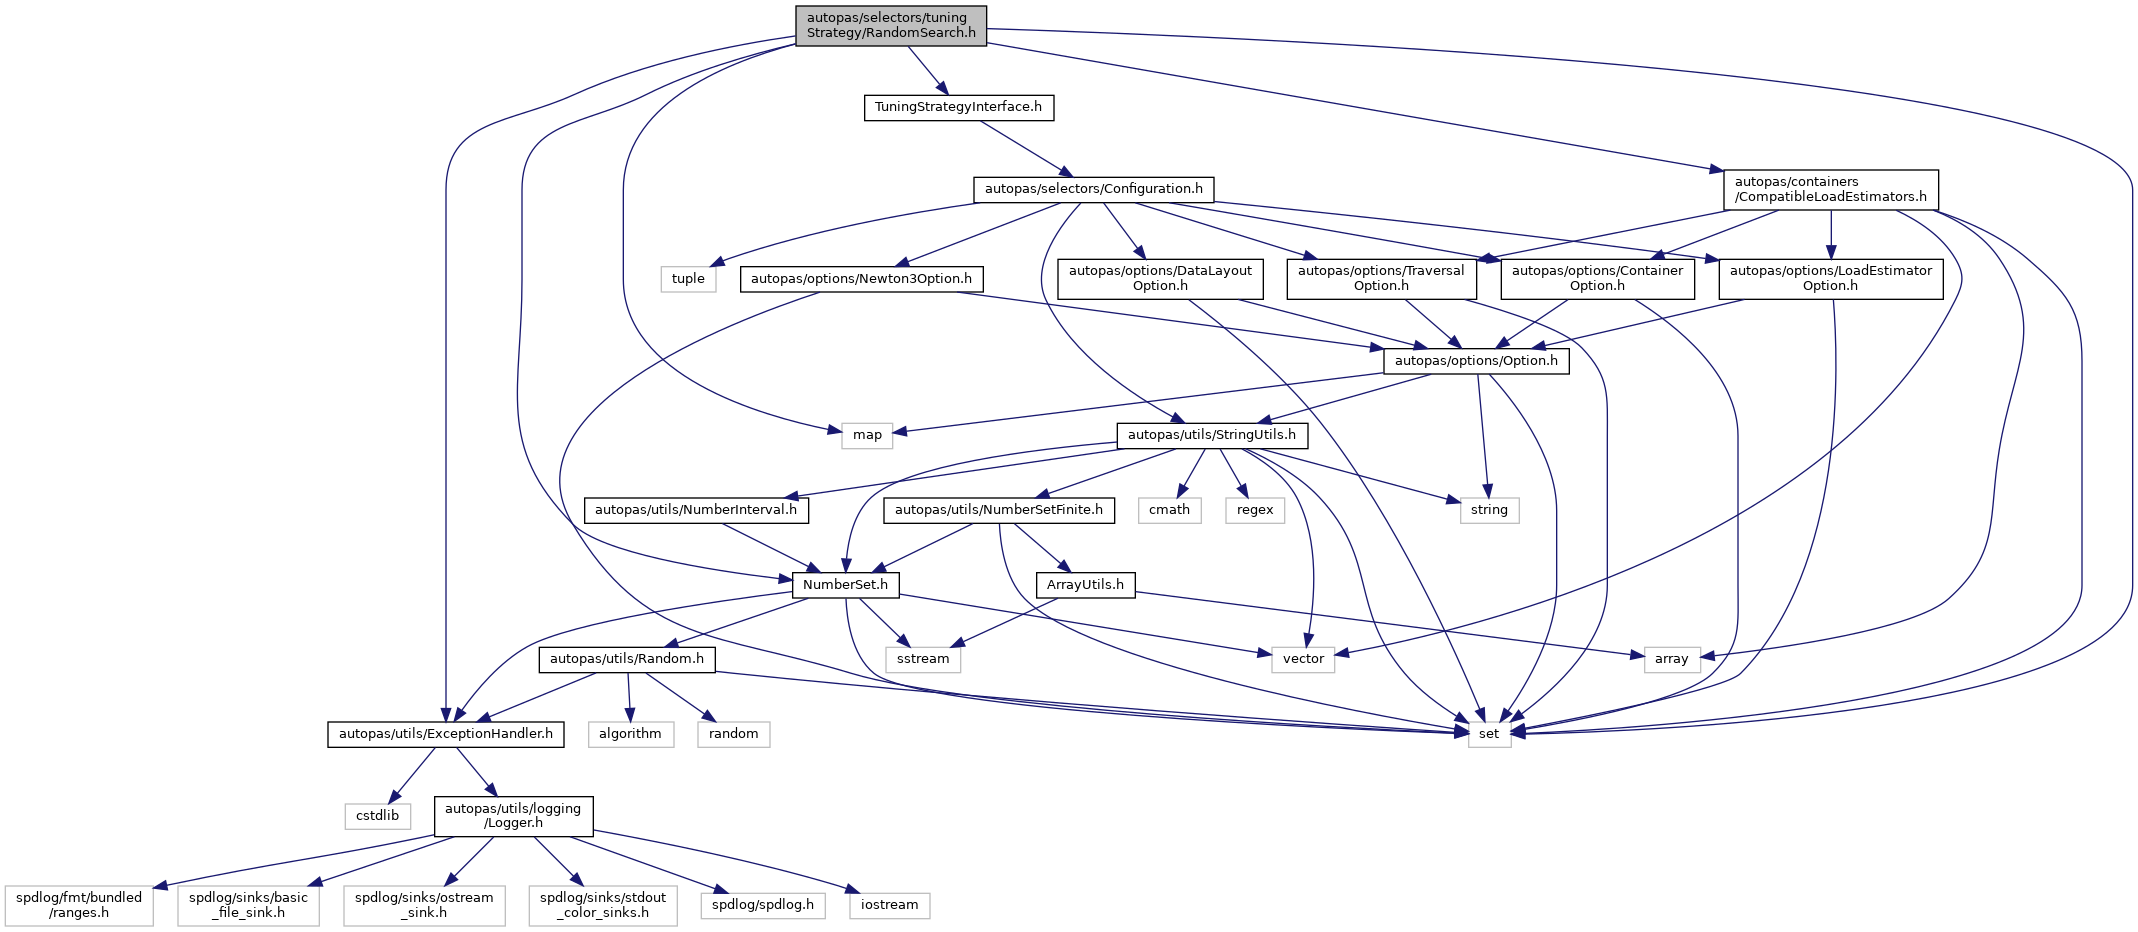 autopas/selectors/tuning
Strategy/RandomSearch.h
TuningStrategyInterface.h
autopas/selectors/Configuration.h
autopas/containers
/CompatibleLoadEstimators.h
tuple
autopas/options/Newton3Option.h
autopas/options/DataLayout
Option.h
autopas/options/Traversal
Option.h
autopas/options/Container
Option.h
autopas/options/LoadEstimator
Option.h
autopas/options/Option.h
map
autopas/utils/StringUtils.h
autopas/utils/NumberInterval.h
autopas/utils/NumberSetFinite.h
cmath
regex
string
NumberSet.h
ArrayUtils.h
autopas/utils/Random.h
sstream
vector
array
autopas/utils/ExceptionHandler.h
algorithm
random
set
cstdlib
autopas/utils/logging
/Logger.h
spdlog/fmt/bundled
/ranges.h
spdlog/sinks/basic
_file_sink.h
spdlog/sinks/ostream
_sink.h
spdlog/sinks/stdout
_color_sinks.h
spdlog/spdlog.h
iostream